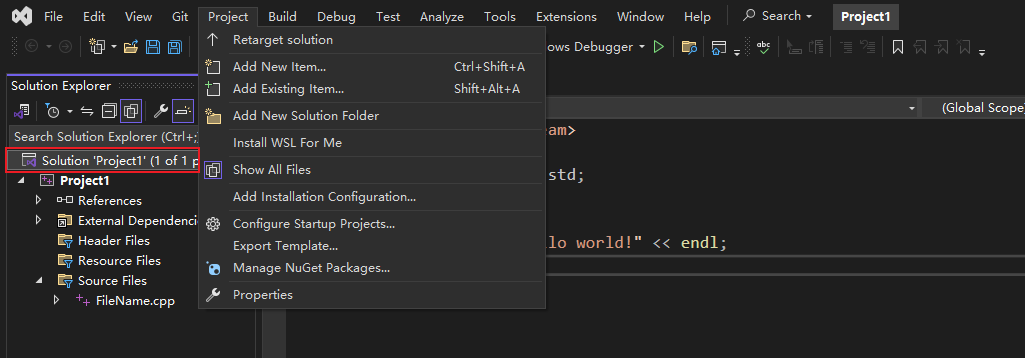 File Edit View Git Project Build Debug Test Analyze Tools Extensions Window Help Search Project1
Retarget solution
ows Debugger
Add New Item... Ctrl+Shift+A
Solution Explorer
Add Existing Item... Shift+Alt+A
(Global Scope)
Add New Solution Folder
Search Solution Explorer (Ctrl+;)
eam>
Install WSL For Me
Solution 'Project1' (1 of 1 p
Show All Files
std;
Project1
References
Add Installation Configuration...
External Dependenci
Configure Startup Projects...
Header Files
Export Template...
lo world!" << endl;
Resource Files
Manage NuGet Packages...
Source Files
Properties
FileName.cpp